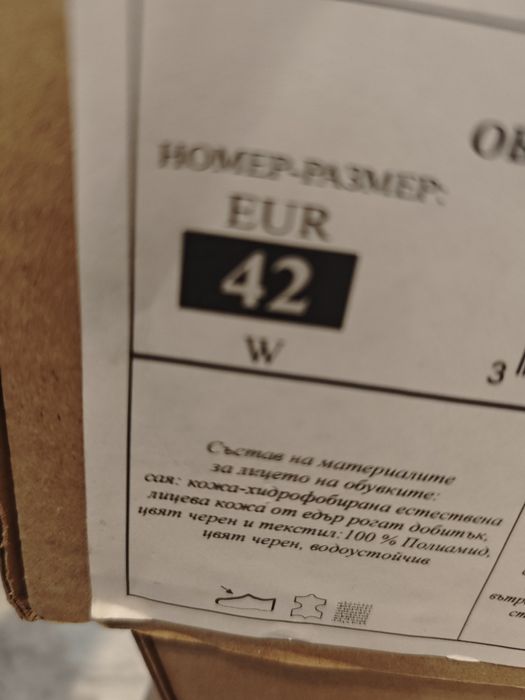 НОМЕР-РАЗМЕР:
EUR
42
W
З
Състав на материалите
за лицето на обувките:
сая: кожа-хидрофобирана естествена
лицева кожа от едър рогат добитък,
цвят черен и текстил:100 % Полиамид,
цвят черен, водоустойчив